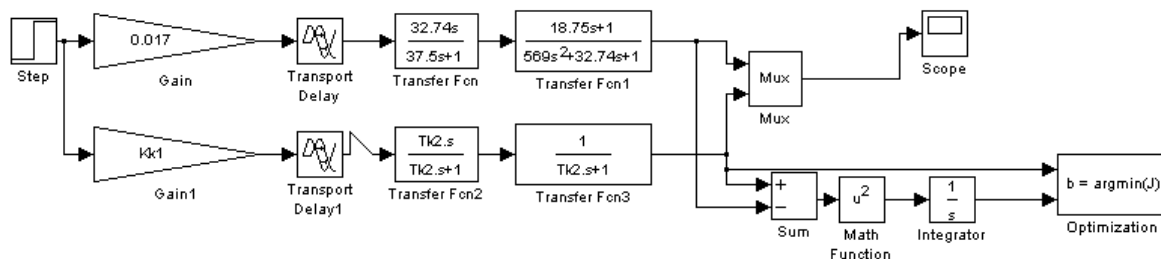 Step
0.017
Gain
Transport
Delay
32.74s
37.5s+1
Transfer Fcn
18.75s+1
569s2+32.74s+1
Transfer Fcn1
Mux
Mux
Scope
Kk1
Gain1
Transport
Delay1
Tk2.s
Tk2.s+1
Transfer Fcn2
1
Tk2.s+1
Transfer Fcn3
+
−
Sum
u2
Math
Function
1
s
Integrator
b = argmin(J)
Optimization